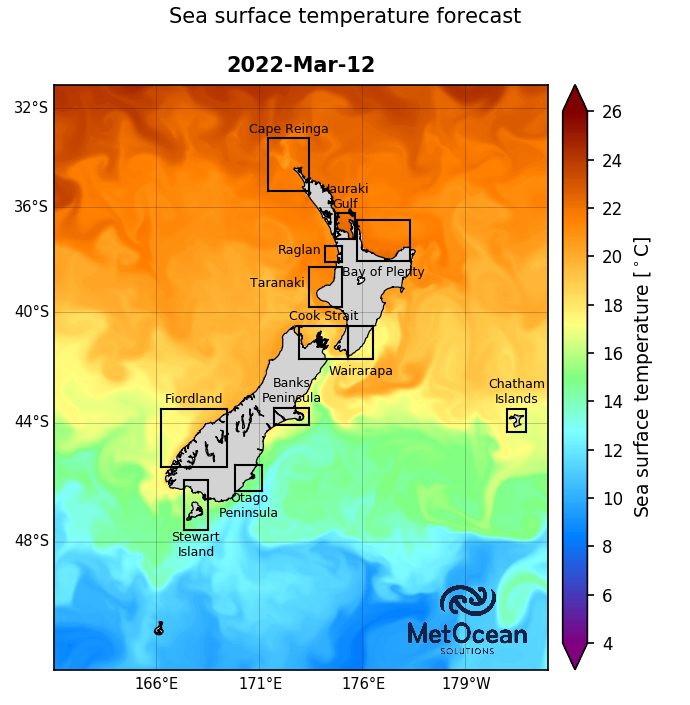 Sea surface temperature forecast
2022-Mar-12
32°S
36°S
40°S
44°S
48°S
Cape Reinga
Hauraki
Gulf
Raglan
Bay of Plenty
Taranaki
Cook Strait
Wairarapa
Banks
Peninsula
Fiordland
Chatham
Islands
Otago
Peninsula
Stewart
Island
MetOcean
SOLUTIONS
166°E
171°E
176°E
179°W
26
24
22
20
18
16
14
12
10
8
6
4
Sea surface temperature [°C]